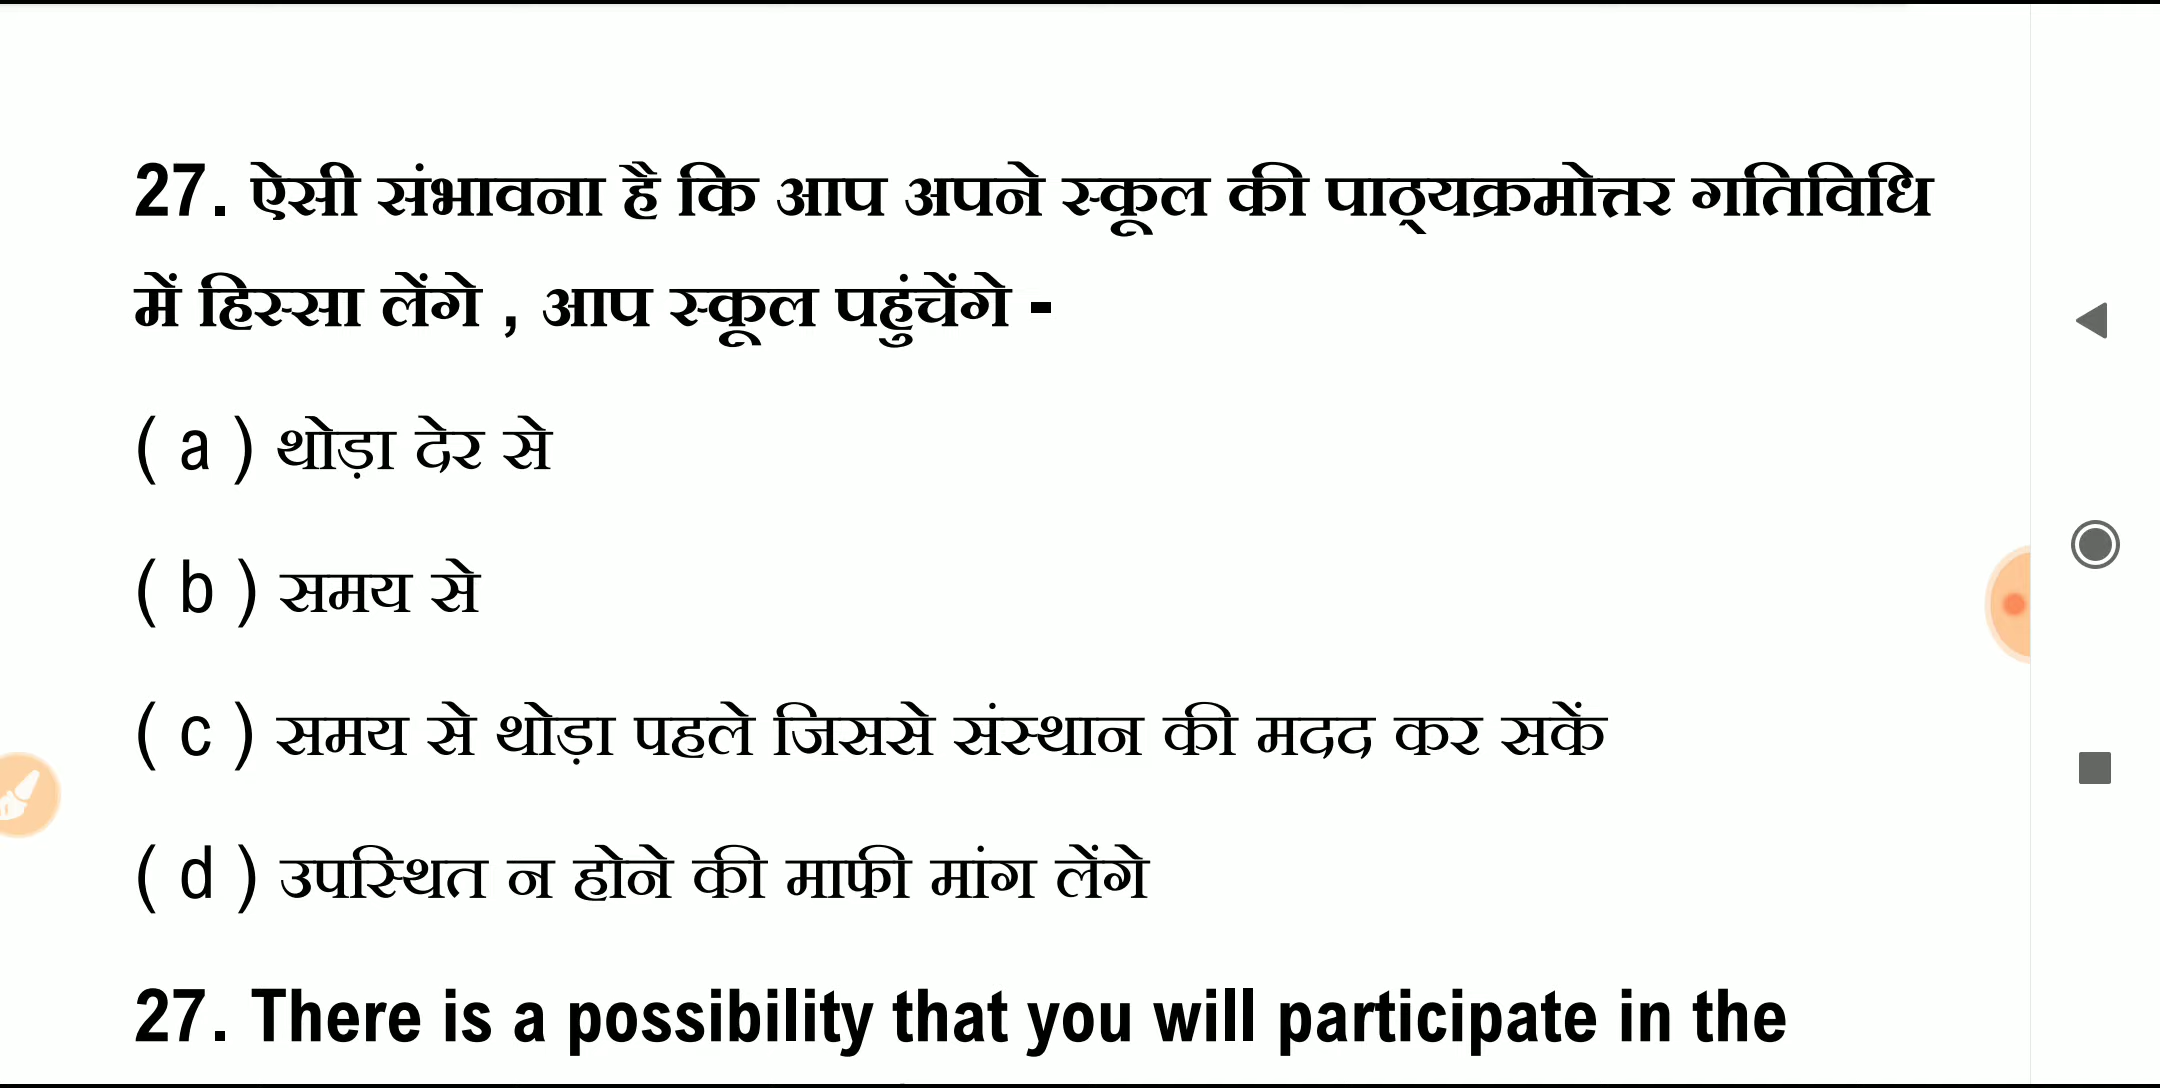 27. ऐसी संभावना है कि आप अपने स्कूल की पाठ्यक्रमोत्तर गतिविधि
में हिस्सा लेंगे , आप स्कूल पहुंचेंगे -
( a ) थोड़ा देर से
( b ) समय से
( c ) समय से थोड़ा पहले जिससे संस्थान की मदद कर सकें
( d ) उपस्थित न होने की माफी मांग लेंगे
27. There is a possibility that you will participate in the